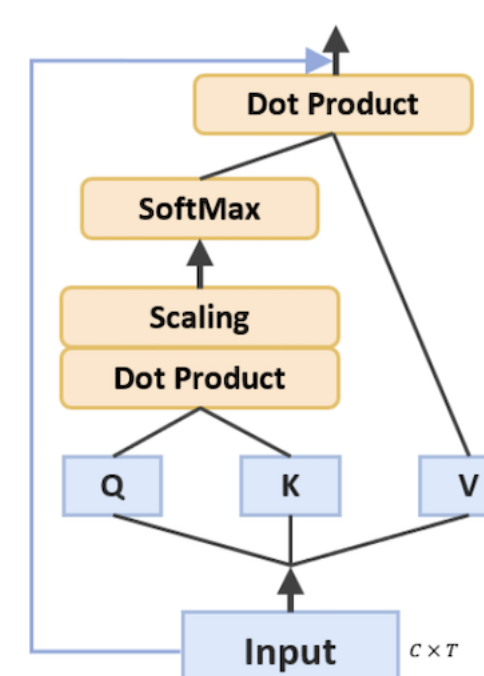 Dot Product
SoftMax
Scaling
Dot Product
Q K V
Input C × T